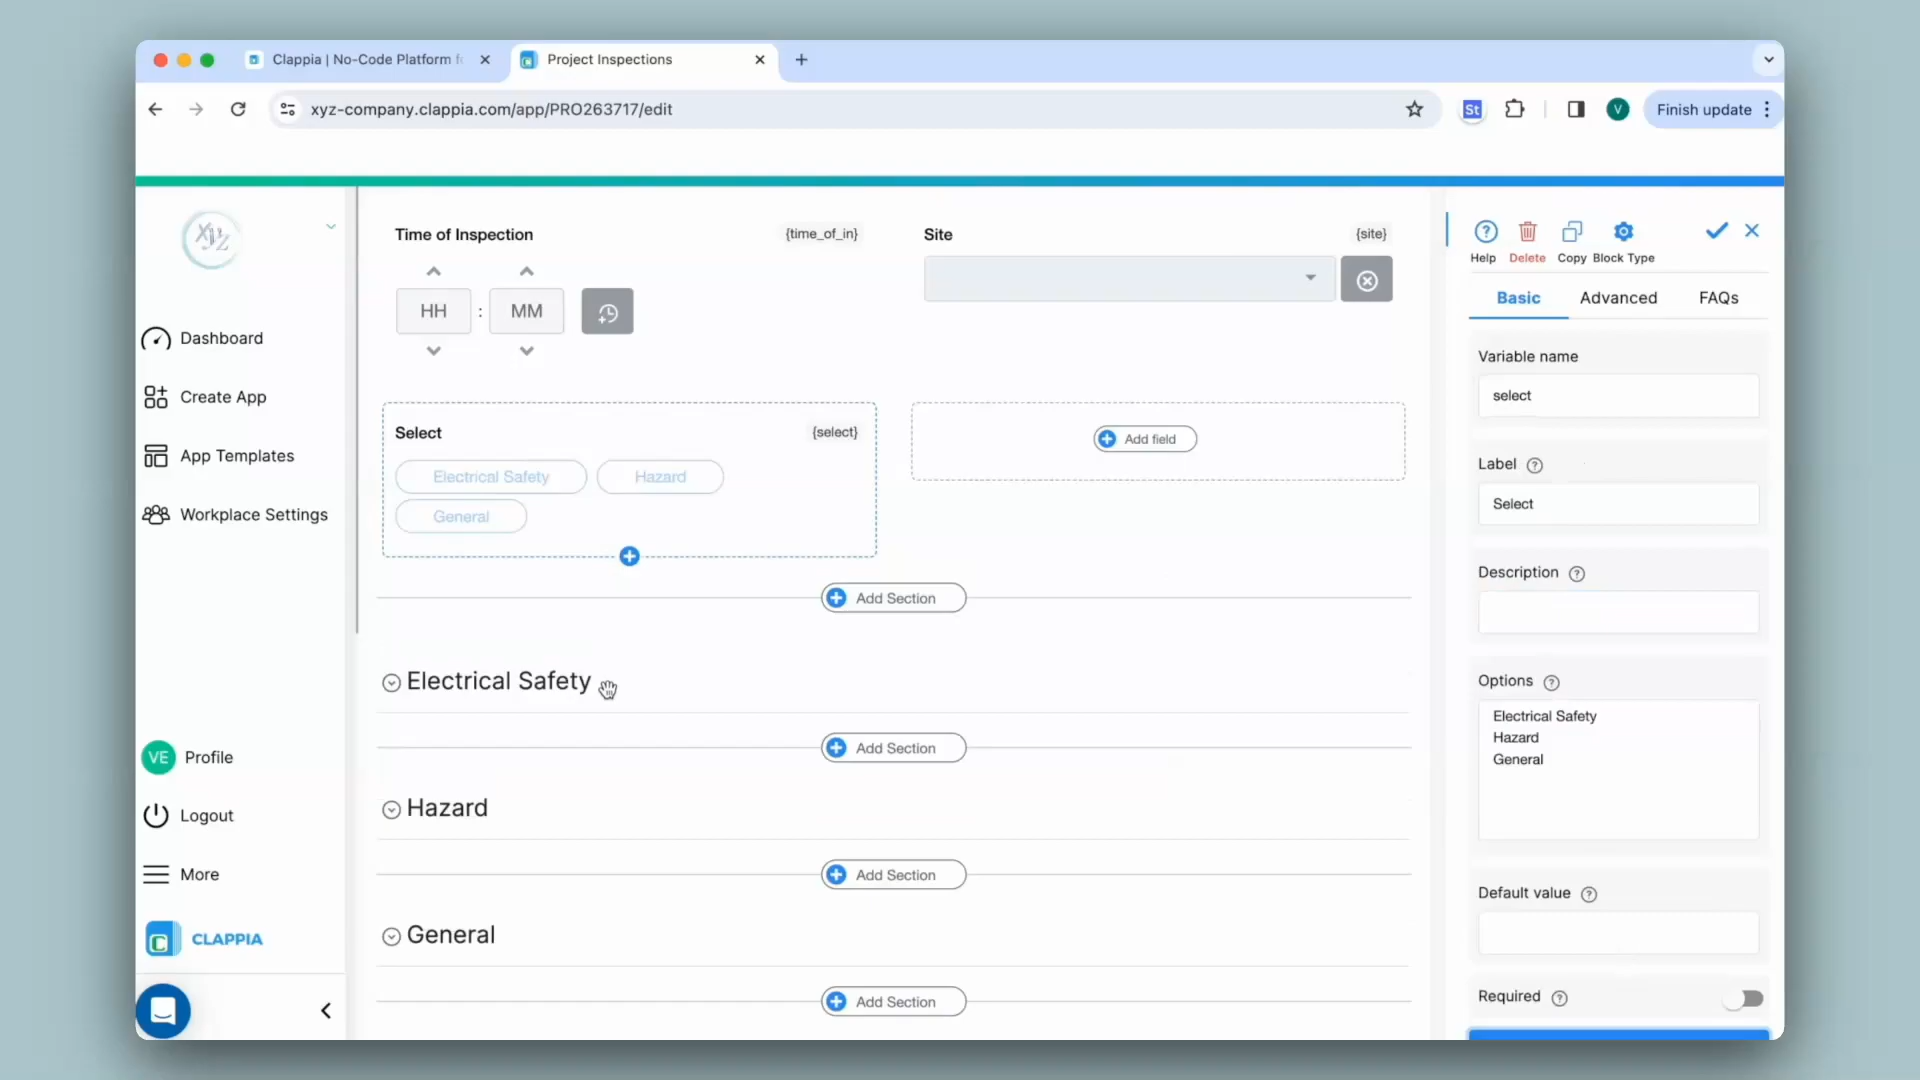 Clappia | No-Code Platform f
Project Inspections
xyz-company.clappia.com/app/PRO263717/edit
St
V
Finish update
XYZ
Dashboard
Create App
App Templates
Workplace Settings
VE Profile
Logout
More
CLAPPIA
Time of Inspection
{time_of_in}
HH : MM
Site
{site}
Select
{select}
Electrical Safety
Hazard
General
Add field
Add Section
Electrical Safety
Add Section
Hazard
Add Section
General
Add Section
Help
Delete
Copy
Block Type
Basic
Advanced
FAQs
Variable name
select
Label
Select
Description
Options
Electrical Safety
Hazard
General
Default value
Required